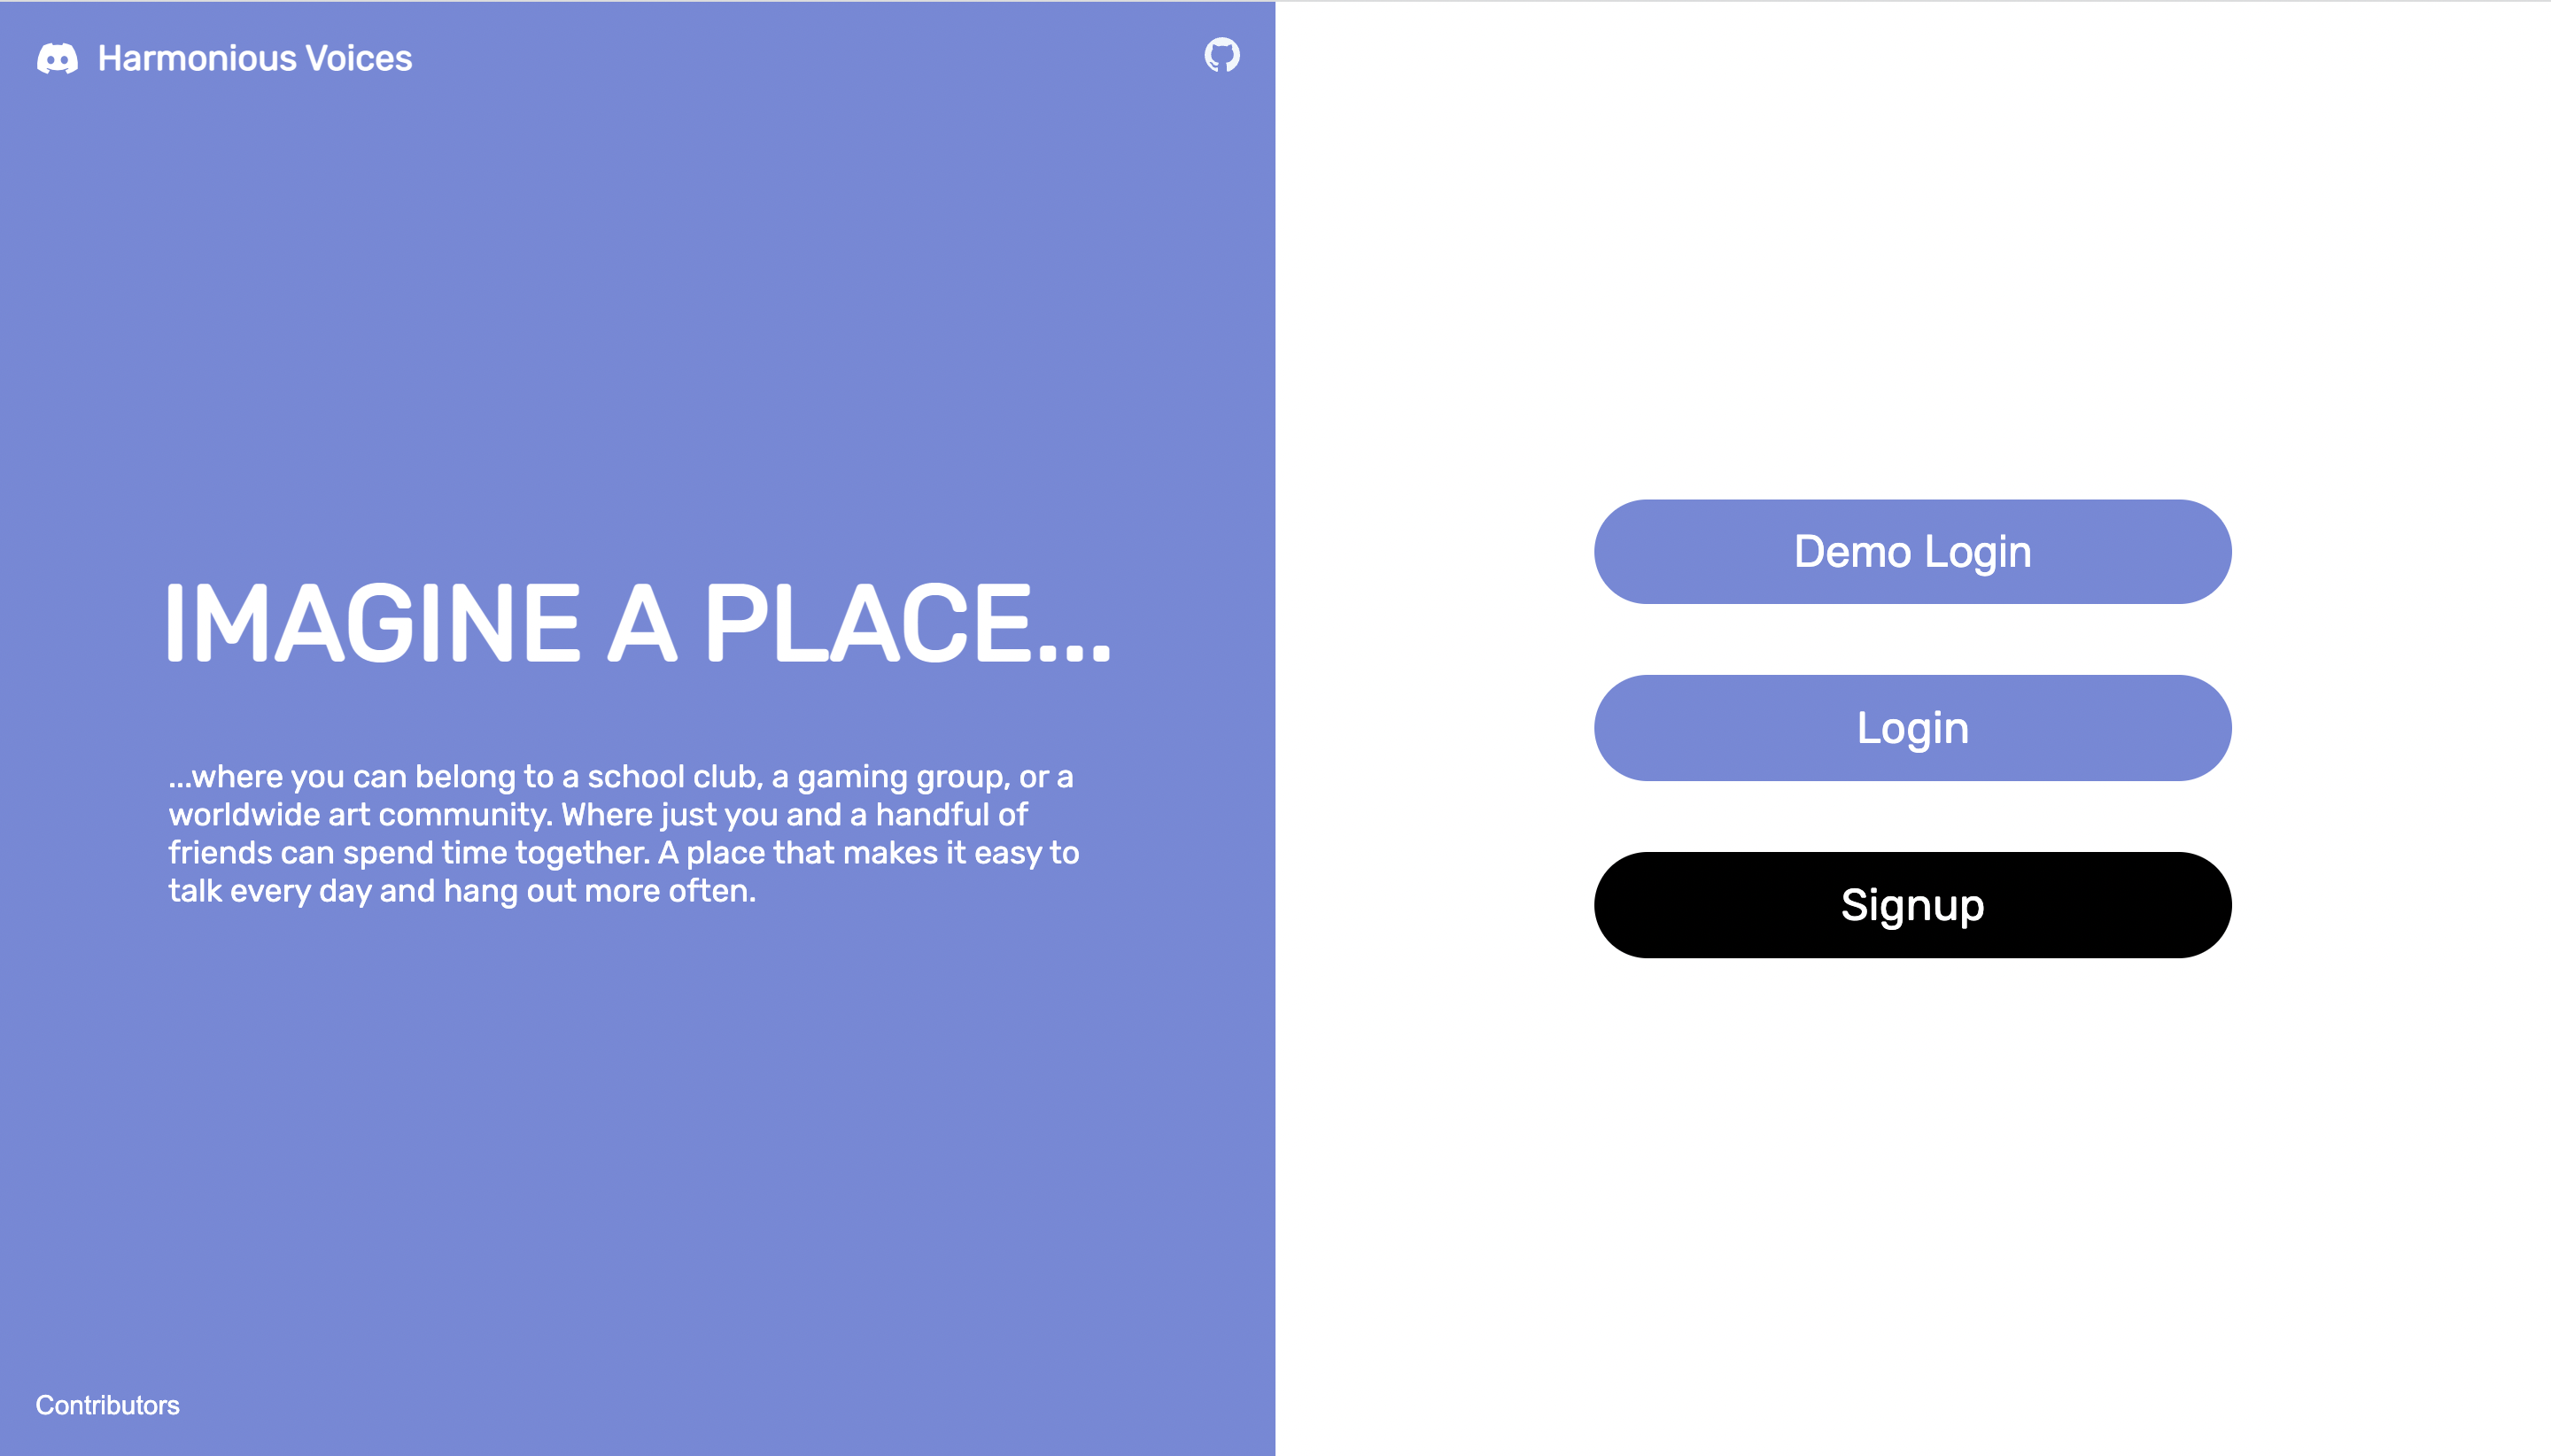 Harmonious Voices
IMAGINE A PLACE...
...where you can belong to a school club, a gaming group, or a
worldwide art community. Where just you and a handful of
friends can spend time together. A place that makes it easy to
talk every day and hang out more often.
Contributors
Demo Login
Login
Signup